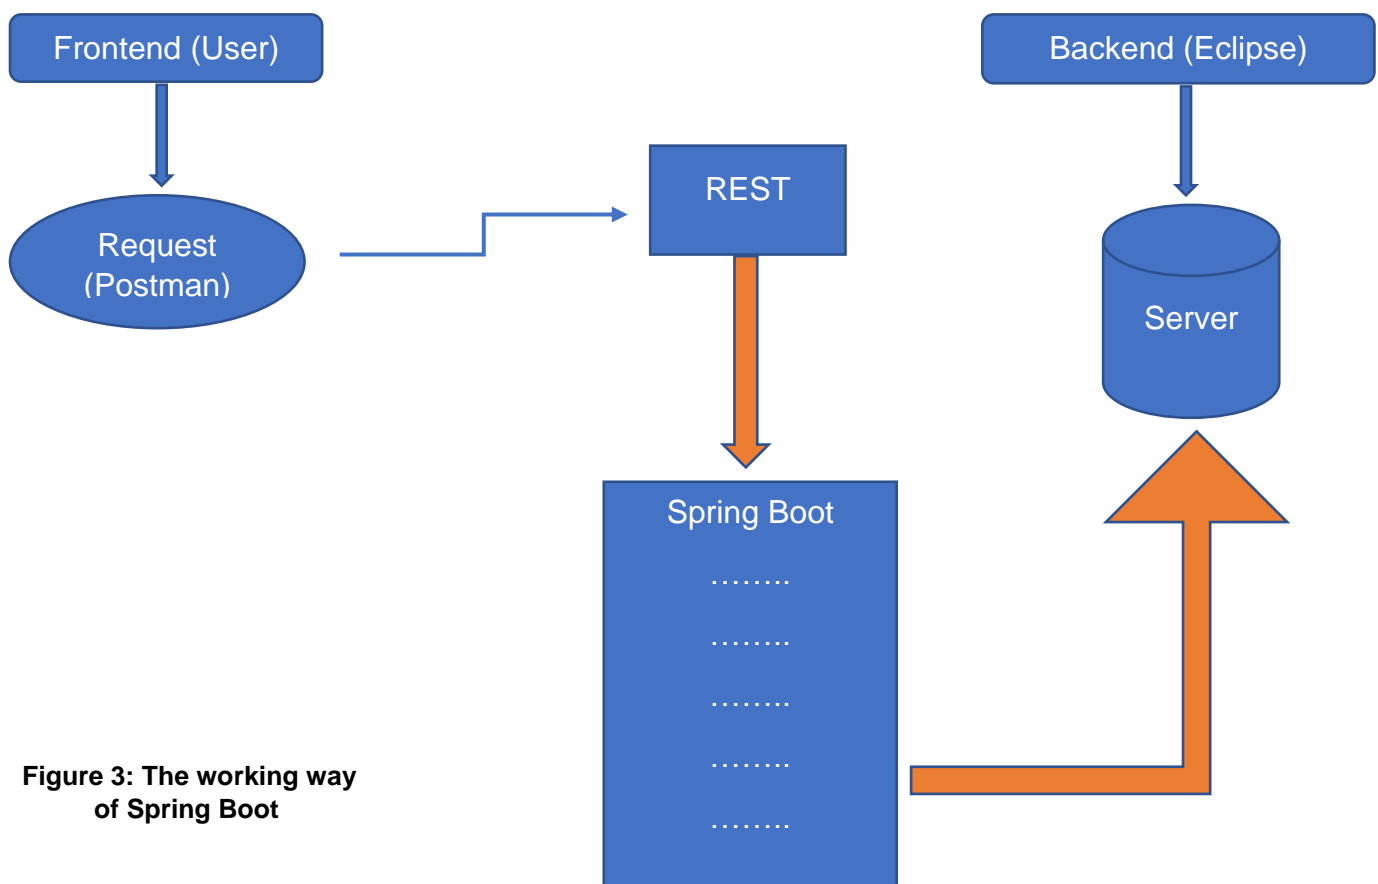 Frontend (User)
Backend (Eclipse)
Request
(Postman)
REST
Server
Spring Boot
……..
……..
……..
……..
……..
Figure 3: The working way
of Spring Boot